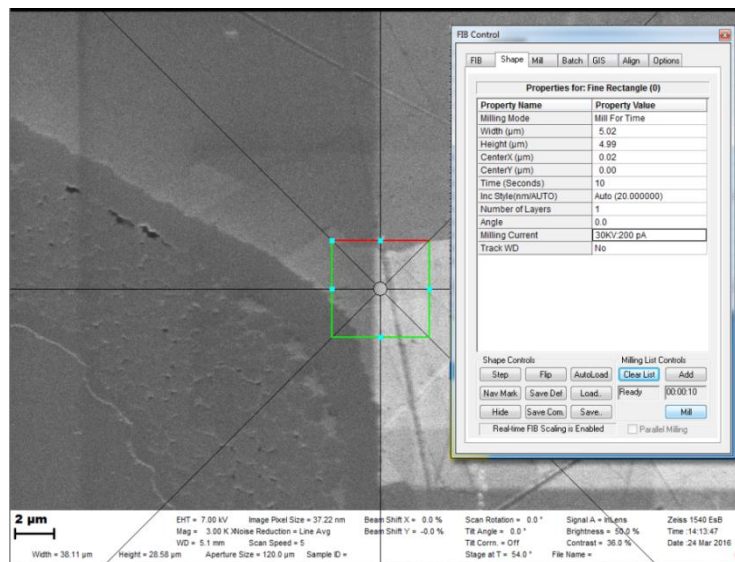 FIB Control
FIB Shape Mill Batch GIS Align Options
Properties for: Fine Rectangle (0)
Property Name Property Value
Milling Mode Mill For Time
Width (µm) 5.02
Height (µm) 4.99
CenterX (µm) 0.02
CenterY (µm) 0.00
Time (Seconds) 10
Inc Style(nm/AUTO) Auto (20.000000)
Number of Layers 1
Angle 0.0
Milling Current 30KV:200 pA
Track WD No
Shape Controls Milling List Controls
Step Flip AutoLoad Clear List Add
Nav Mark Save Def Load.. Ready 00:00:10
Hide Save Com. Save.. Mill
Real-time FIB Scaling is Enabled Parallel Milling
2 µm
EHT = 7.00 kV Image Pixel Size = 37.22 nm Beam Shift X = 0.0 % Scan Rotation = 0.0 ° Signal A = InLens Zeiss 1540 EsB
Mag = 3.00 K X Noise Reduction = Line Avg Beam Shift Y = -0.0 % Tilt Angle = 0.0 ° Brightness = 50.0 % Time :14:13:47
WD = 5.1 mm Scan Speed = 5 Tilt Corrn. = Off Contrast = 36.0 % Date :24 Mar 2016
Width = 38.11 µm Height = 28.58 µm Aperture Size = 120.0 µm Sample ID = Stage at T = 54.0 ° File Name =